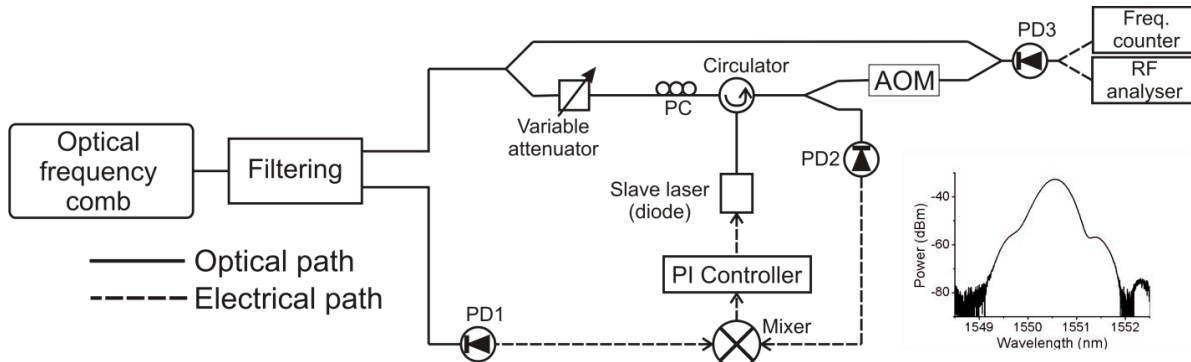 Optical
frequency
comb
Filtering
Variable
attenuator
PC
Circulator
AOM
PD3
Freq.
counter
RF
analyser
Slave laser
(diode)
PD2
PI Controller
Mixer
PD1
Optical path
Electrical path
Power (dBm)
-40
-60
-80
1549 1550 1551 1552
Wavelength (nm)